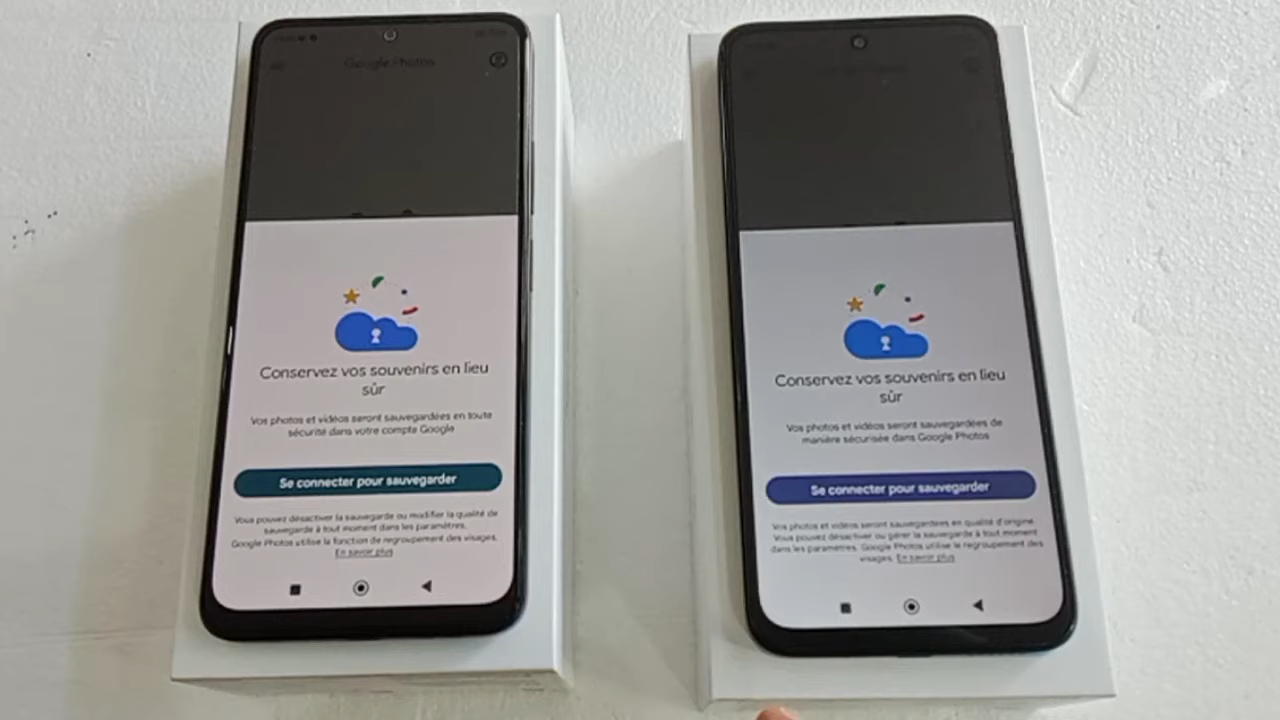 Google Photos
Conservez vos souvenirs en lieu
sûr
Vos photos et vidéos seront sauvegardées en toute
sécurité dans votre compte Google
Se connecter pour sauvegarder
Vous pouvez désactiver la sauvegarde ou modifier la qualité de
sauvegarde à tout moment dans les paramètres.
Google Photos utilise la fonction de regroupement des visages.
En savoir plus
Conservez vos souvenirs en lieu
sûr
Vos photos et vidéos seront sauvegardées de
manière sécurisée dans Google Photos
Se connecter pour sauvegarder
Vos photos et vidéos seront sauvegardées en qualité d'origine.
Vous pouvez désactiver ou gérer la sauvegarde à tout moment
dans les paramètres. Google Photos utilise le regroupement des
visages. En savoir plus